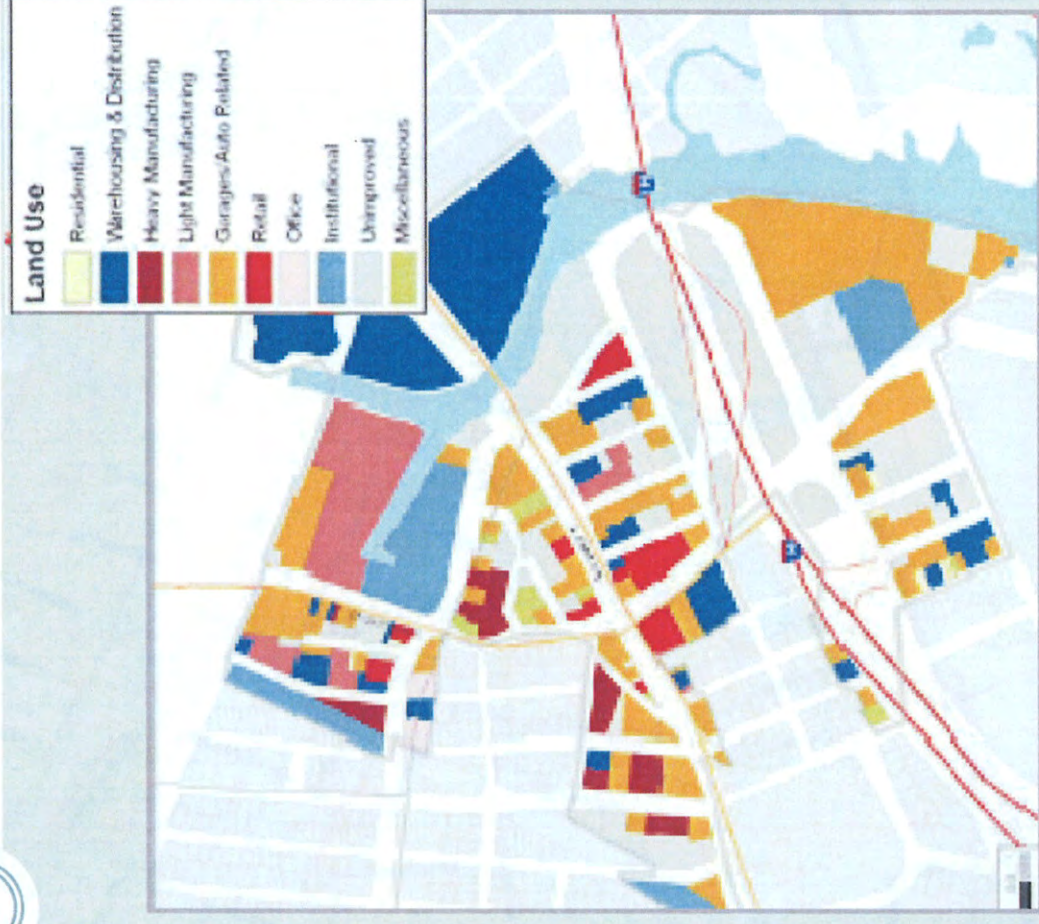 Land Use
Residential
Warehousing & Distribution
Heavy Manufacturing
Light Manufacturing
Garages/Auto Related
Retail
Office
Institutional
Unimproved
Miscellaneous